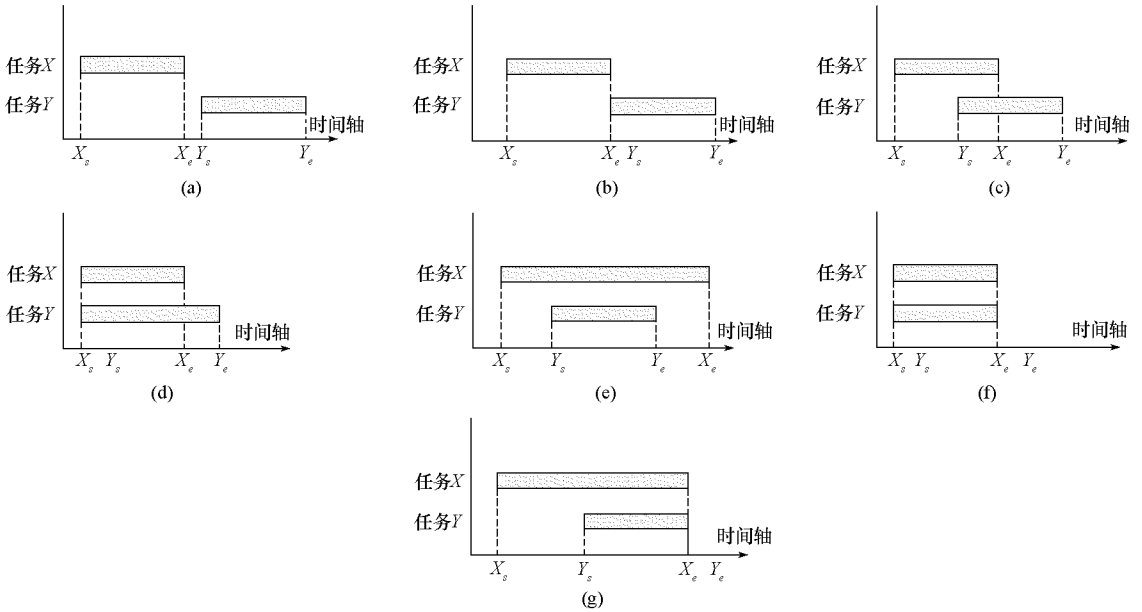 任务X
任务Y
时间轴
Xs Xe Ys Ye
(a)
任务X
任务Y
时间轴
Xs Xe Ys Ye
(b)
任务X
任务Y
时间轴
Xs Ys Xe Ye
(c)
任务X
任务Y
时间轴
Xs Ys Xe Ye
(d)
任务X
任务Y
时间轴
Xs Ys Ye Xe
(e)
任务X
任务Y
时间轴
Xs Ys Xe Ye
(f)
任务X
任务Y
时间轴
Xs Ys Xe Ye
(g)